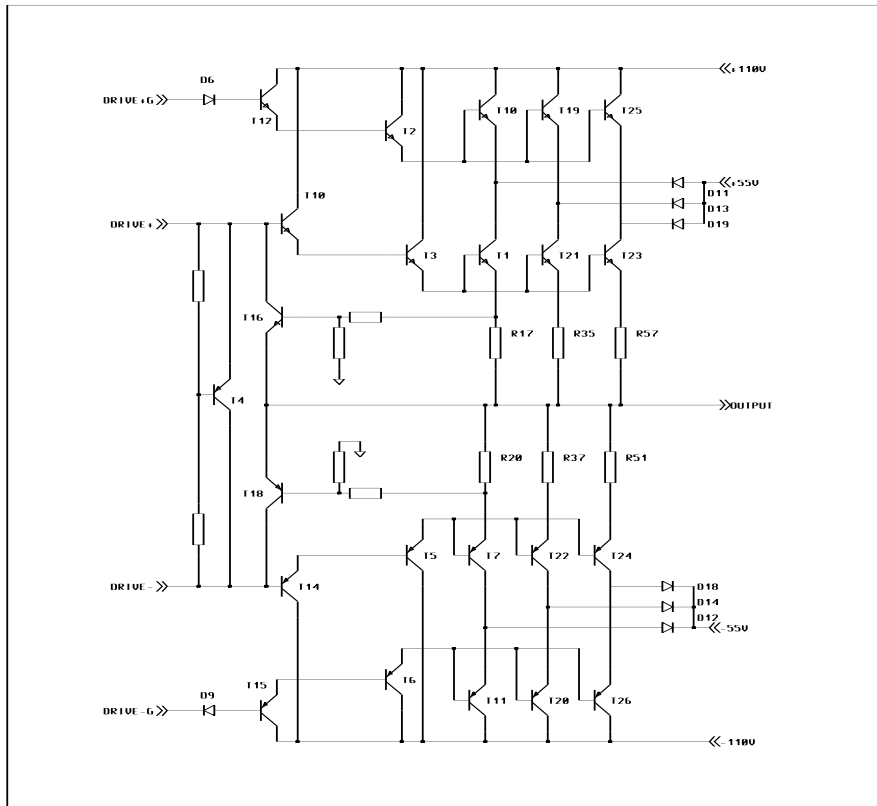 D6
DRIVE+G
+110V
T12
T2
T10
T19
T25
+55V
D11
D13
D19
DRIVE+
T10
T3
T1
T21
T23
T16
R17
R35
R57
T4
OUTPUT
R20
R37
R51
T18
T5
T7
T22
T24
DRIVE-
T14
D18
D14
D12
-55V
T15
T6
D9
T11
T20
T26
DRIVE-G
-110V